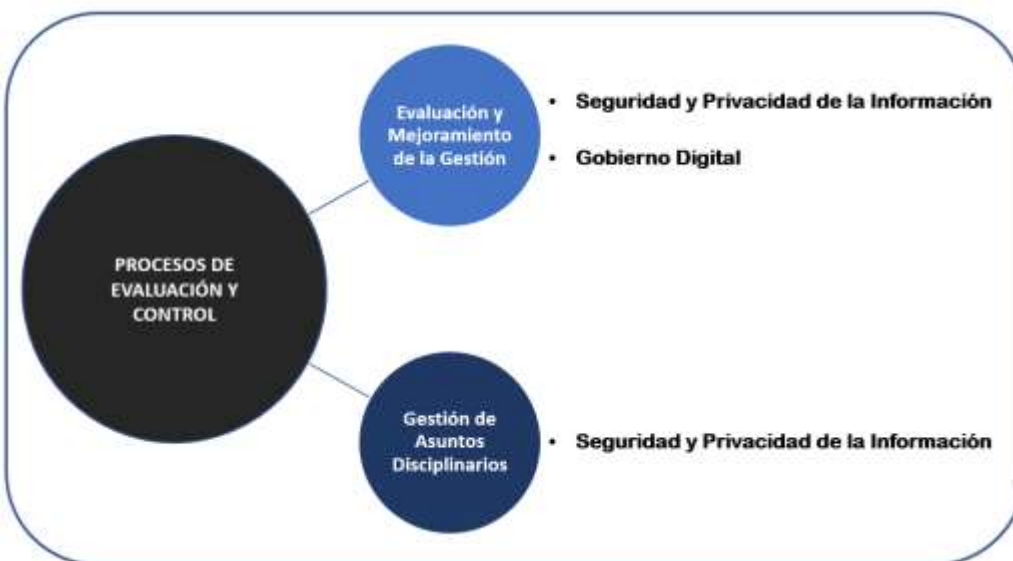 Evaluación y
Mejoramiento
de la Gestión
• Seguridad y Privacidad de la Información
• Gobierno Digital
PROCESOS DE
EVALUACIÓN Y
CONTROL
Gestión de
Asuntos
Disciplinarios
• Seguridad y Privacidad de la Información